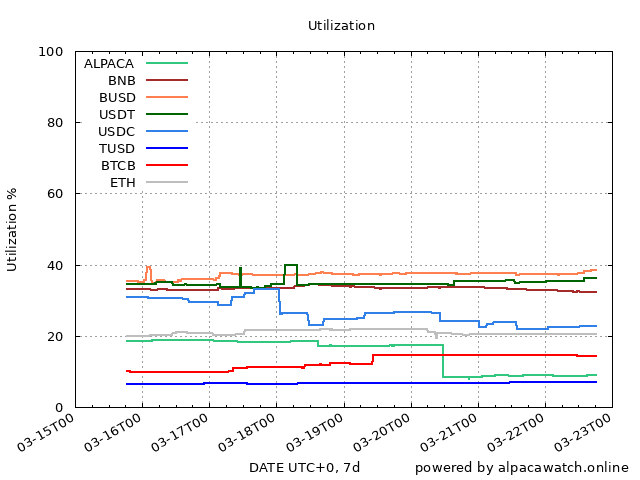 Utilization
100
80
60
40
20
0
Utilization %
ALPACA
BNB
BUSD
USDT
USDC
TUSD
BTCB
ETH
03-15T00
03-16T00
03-17T00
03-18T00
03-19T00
03-20T00
03-21T00
03-22T00
03-23T00
DATE UTC+0, 7d
powered by alpacawatch.online